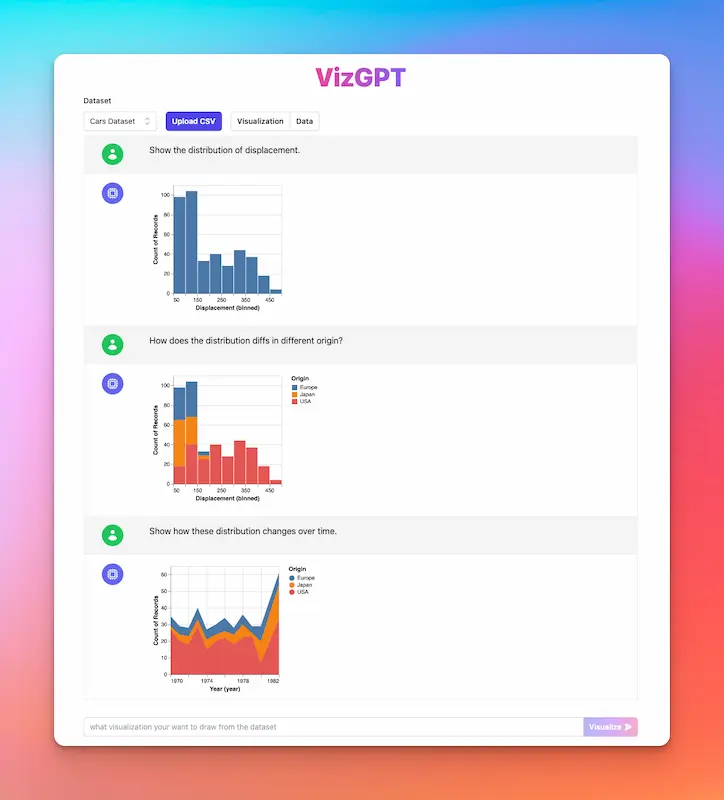 VizGPT
Dataset
Cars Dataset Upload CSV Visualization Data
Show the distribution of displacement.
Count of Records
100
80
60
40
20
0
50 150 250 350 450
Displacement (binned)
How does the distribution diffs in different origin?
Count of Records
100
80
60
40
20
0
50 150 250 350 450
Displacement (binned)
Origin
Europe
Japan
USA
Show how these distribution changes over time.
Count of Records
60
50
40
30
20
10
0
1970 1974 1978 1982
Year (year)
Origin
Europe
Japan
USA
what visualization your want to draw from the dataset Visualize